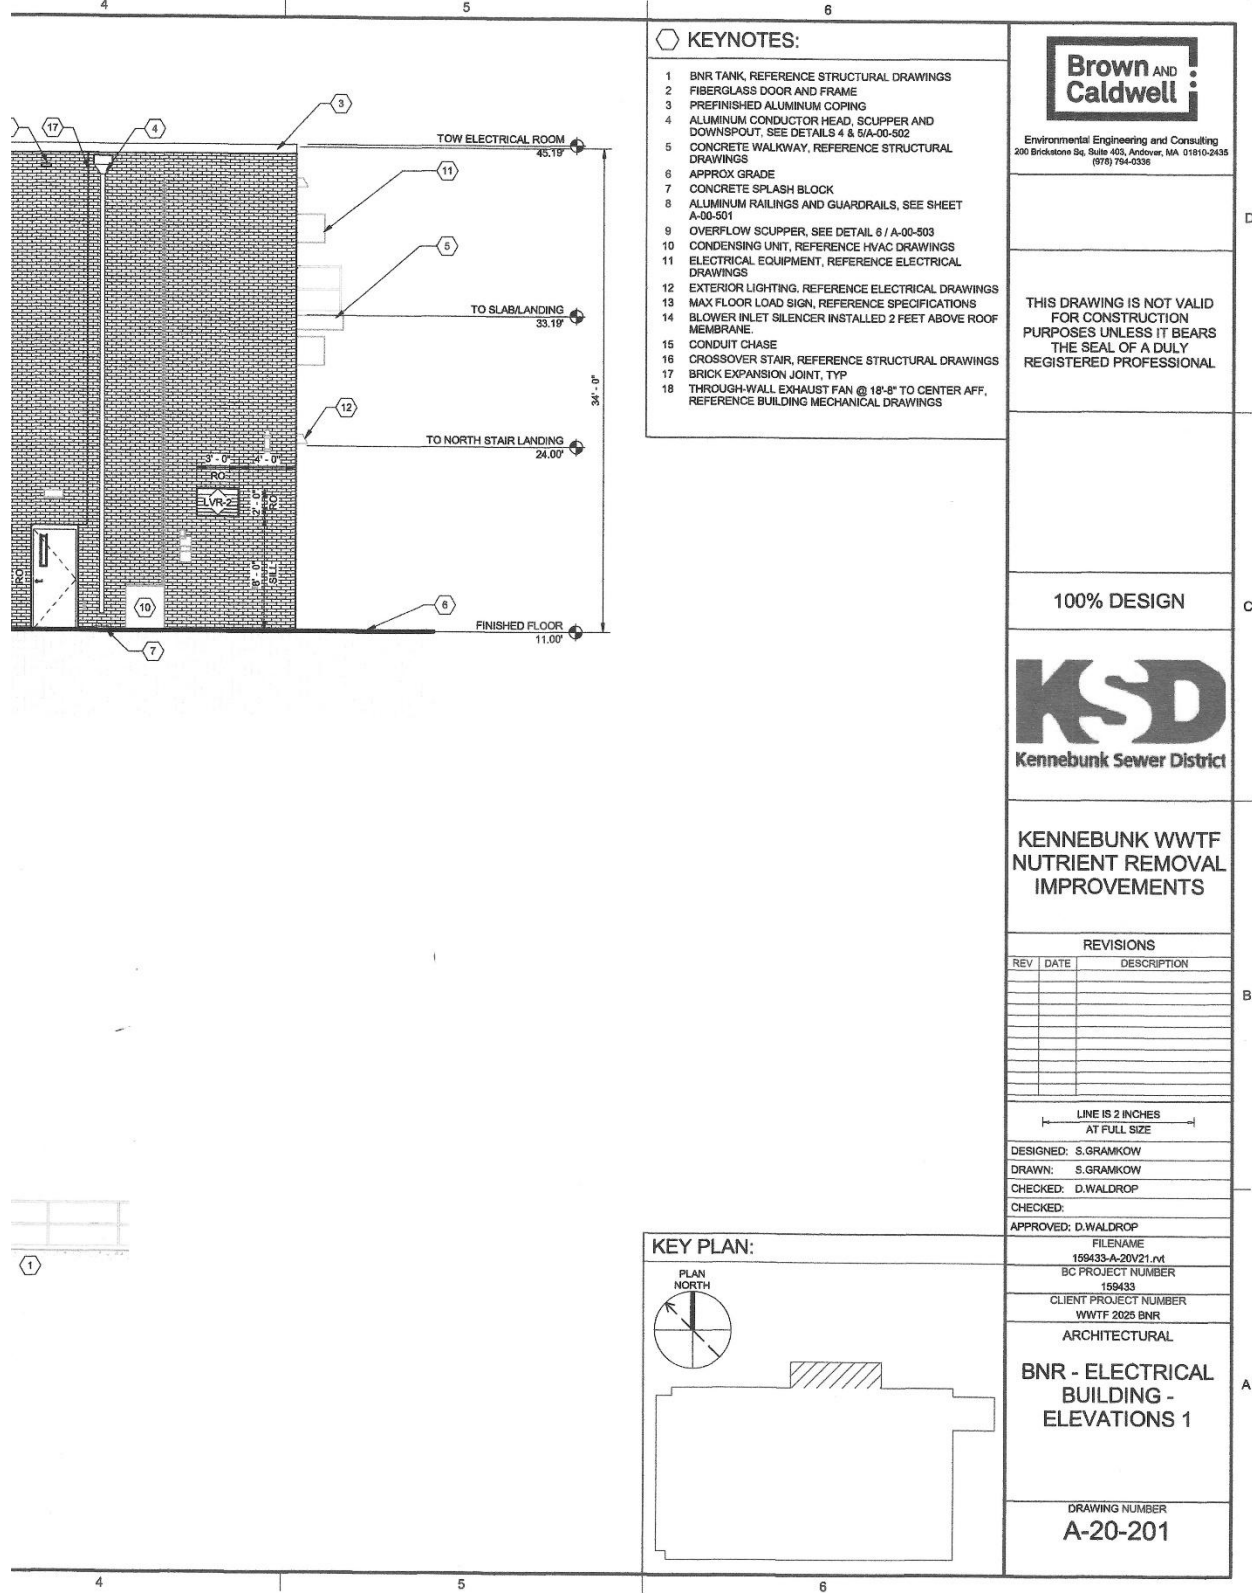 4
5
6
KEYNOTES:
1 BNR TANK, REFERENCE STRUCTURAL DRAWINGS
2 FIBERGLASS DOOR AND FRAME
3 PREFINISHED ALUMINUM COPING
4 ALUMINUM CONDUCTOR HEAD, SCUPPER AND
DOWNSPOUT, SEE DETAILS 4 & 5/A-00-502
5 CONCRETE WALKWAY, REFERENCE STRUCTURAL
DRAWINGS
6 APPROX GRADE
7 CONCRETE SPLASH BLOCK
8 ALUMINUM RAILINGS AND GUARDRAILS, SEE SHEET
A-00-501
9 OVERFLOW SCUPPER, SEE DETAIL 6 / A-00-503
10 CONDENSING UNIT, REFERENCE HVAC DRAWINGS
11 ELECTRICAL EQUIPMENT, REFERENCE ELECTRICAL
DRAWINGS
12 EXTERIOR LIGHTING, REFERENCE ELECTRICAL DRAWINGS
13 MAX FLOOR LOAD SIGN, REFERENCE SPECIFICATIONS
14 BLOWER INLET SILENCER INSTALLED 2 FEET ABOVE ROOF
MEMBRANE.
15 CONDUIT CHASE
16 CROSSOVER STAIR, REFERENCE STRUCTURAL DRAWINGS
17 BRICK EXPANSION JOINT, TYP
18 THROUGH-WALL EXHAUST FAN @ 18'-8" TO CENTER AFF,
REFERENCE BUILDING MECHANICAL DRAWINGS
3
17
4
TOW ELECTRICAL ROOM
45.19'
11
5
TO SLAB/LANDING
33.19'
34' - 0"
12
TO NORTH STAIR LANDING
24.00'
3' - 0"
4' - 0"
RO
LVR-2
2' - 0"
RO
8' - 0"
SILL
RO
10
6
FINISHED FLOOR
11.00'
7
1
Brown AND
Caldwell
Environmental Engineering and Consulting
200 Brickstone Sq, Suite 403, Andover, MA 01810-2435
(978) 794-0336
D
THIS DRAWING IS NOT VALID
FOR CONSTRUCTION
PURPOSES UNLESS IT BEARS
THE SEAL OF A DULY
REGISTERED PROFESSIONAL
100% DESIGN
C
KSD
Kennebunk Sewer District
KENNEBUNK WWTF
NUTRIENT REMOVAL
IMPROVEMENTS
REVISIONS
REV DATE DESCRIPTION
B
LINE IS 2 INCHES
AT FULL SIZE
DESIGNED: S.GRAMKOW
DRAWN: S.GRAMKOW
CHECKED: D.WALDROP
CHECKED:
APPROVED: D.WALDROP
FILENAME
159433-A-20V21.rvt
BC PROJECT NUMBER
159433
CLIENT PROJECT NUMBER
WWTF 2025 BNR
ARCHITECTURAL
BNR - ELECTRICAL
BUILDING -
ELEVATIONS 1
A
DRAWING NUMBER
A-20-201
KEY PLAN:
PLAN
NORTH
4
5
6